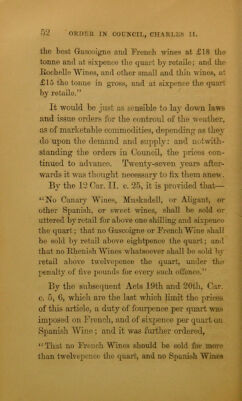 52 ORDER IN COUNCIL, CHARLES II.
the best Gascoigne and French wines at £18 the
tonne and at sixpence the quart by retaile; and the
Rochelle Wines, and other small and thin wines, at
£15 the tonne in gross, and at sixpence the quart
by retaile."
It would be just as sensible to lay down laws
and issue orders for the controul of the weather,
as of marketable commodities, depending as they
do upon the demand and supply: and notwith-
standing the orders in Council, the prices con-
tinued to advance. Twenty-seven years after-
wards it was thought necessary to fix them anew.
By the 12 Car. II. c. 25, it is provided that—
"No Canary Wines, Muskadell, or Aligant, or
other Spanish, or sweet wines, shall be sold or
uttered by retail for above one shilling and sixpence
the quart; that no Gascoigne or French Wine shall
be sold by retail above eightpence the quart; and
that no Rhenish Wines whatsoever shall be sold by
retail above twelvepence the quart, under the
penalty of five pounds for every such offence."
By the subsequent Acts 19th and 20th, Car.
c. 5, 6, which are the last which limit the prices
of this article, a duty of fourpence per quart was
imposed on French, and of sixpence per quart on
Spanish Wine; and it was further ordered,
"That no French Wines should be sold for more
than twelvepence the quart, and no Spanish Wines